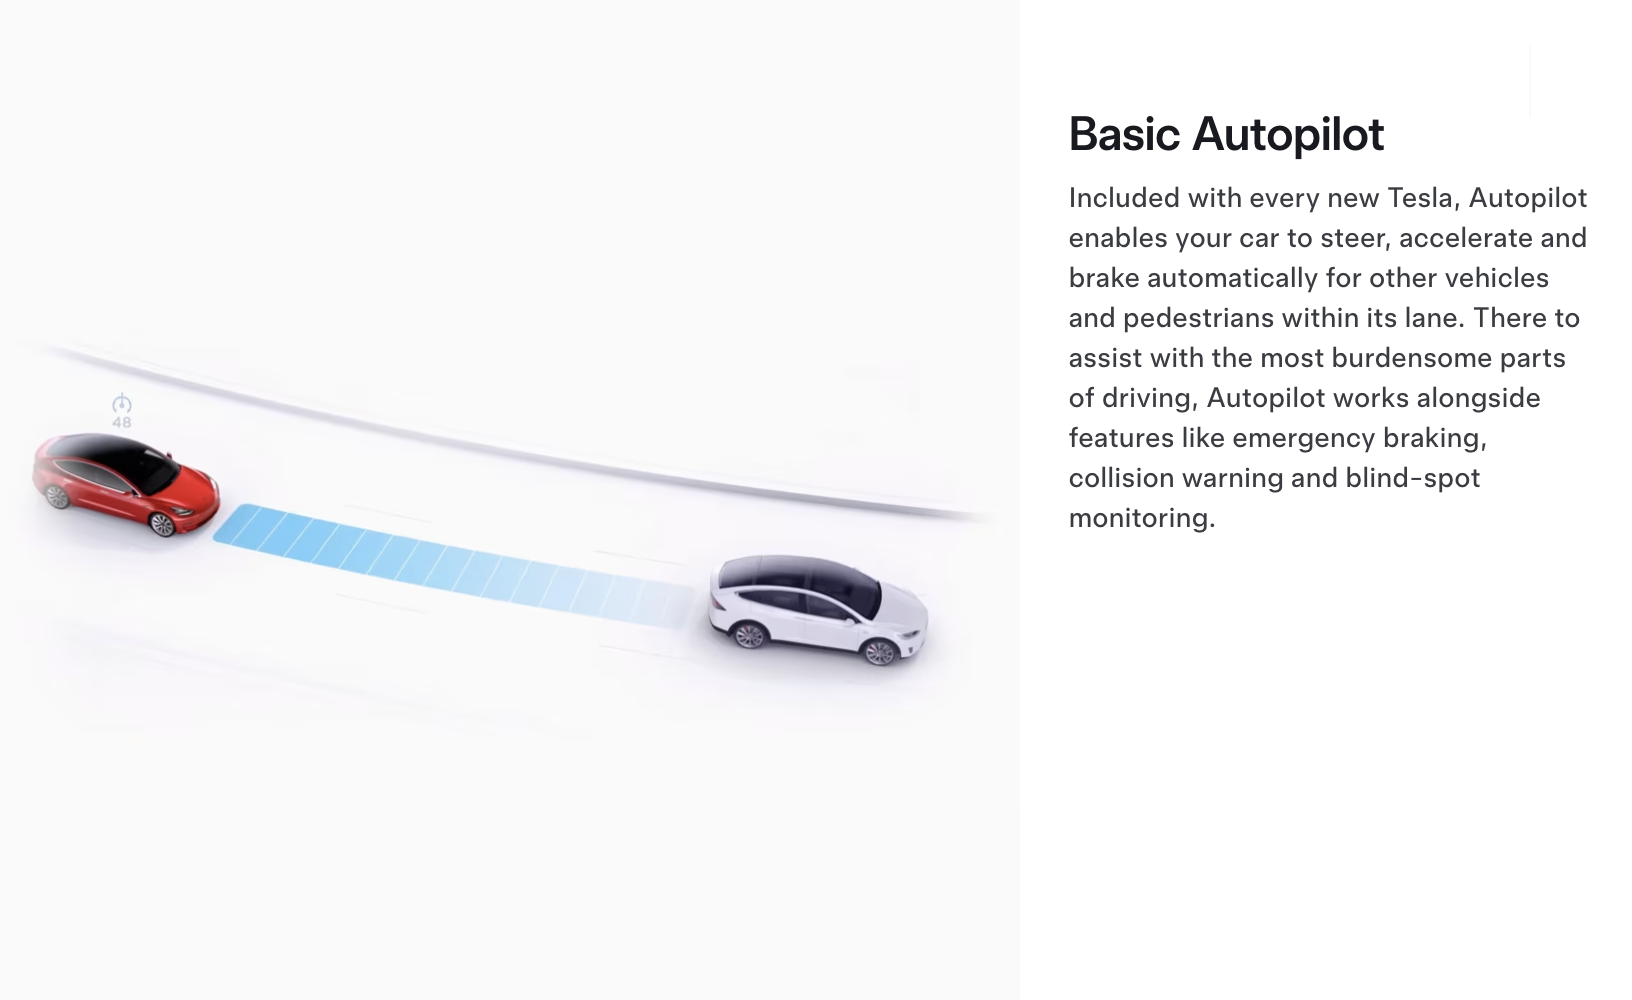 Basic Autopilot
Included with every new Tesla, Autopilot
enables your car to steer, accelerate and
brake automatically for other vehicles
and pedestrians within its lane. There to
assist with the most burdensome parts
of driving, Autopilot works alongside
features like emergency braking,
collision warning and blind-spot
monitoring.
48